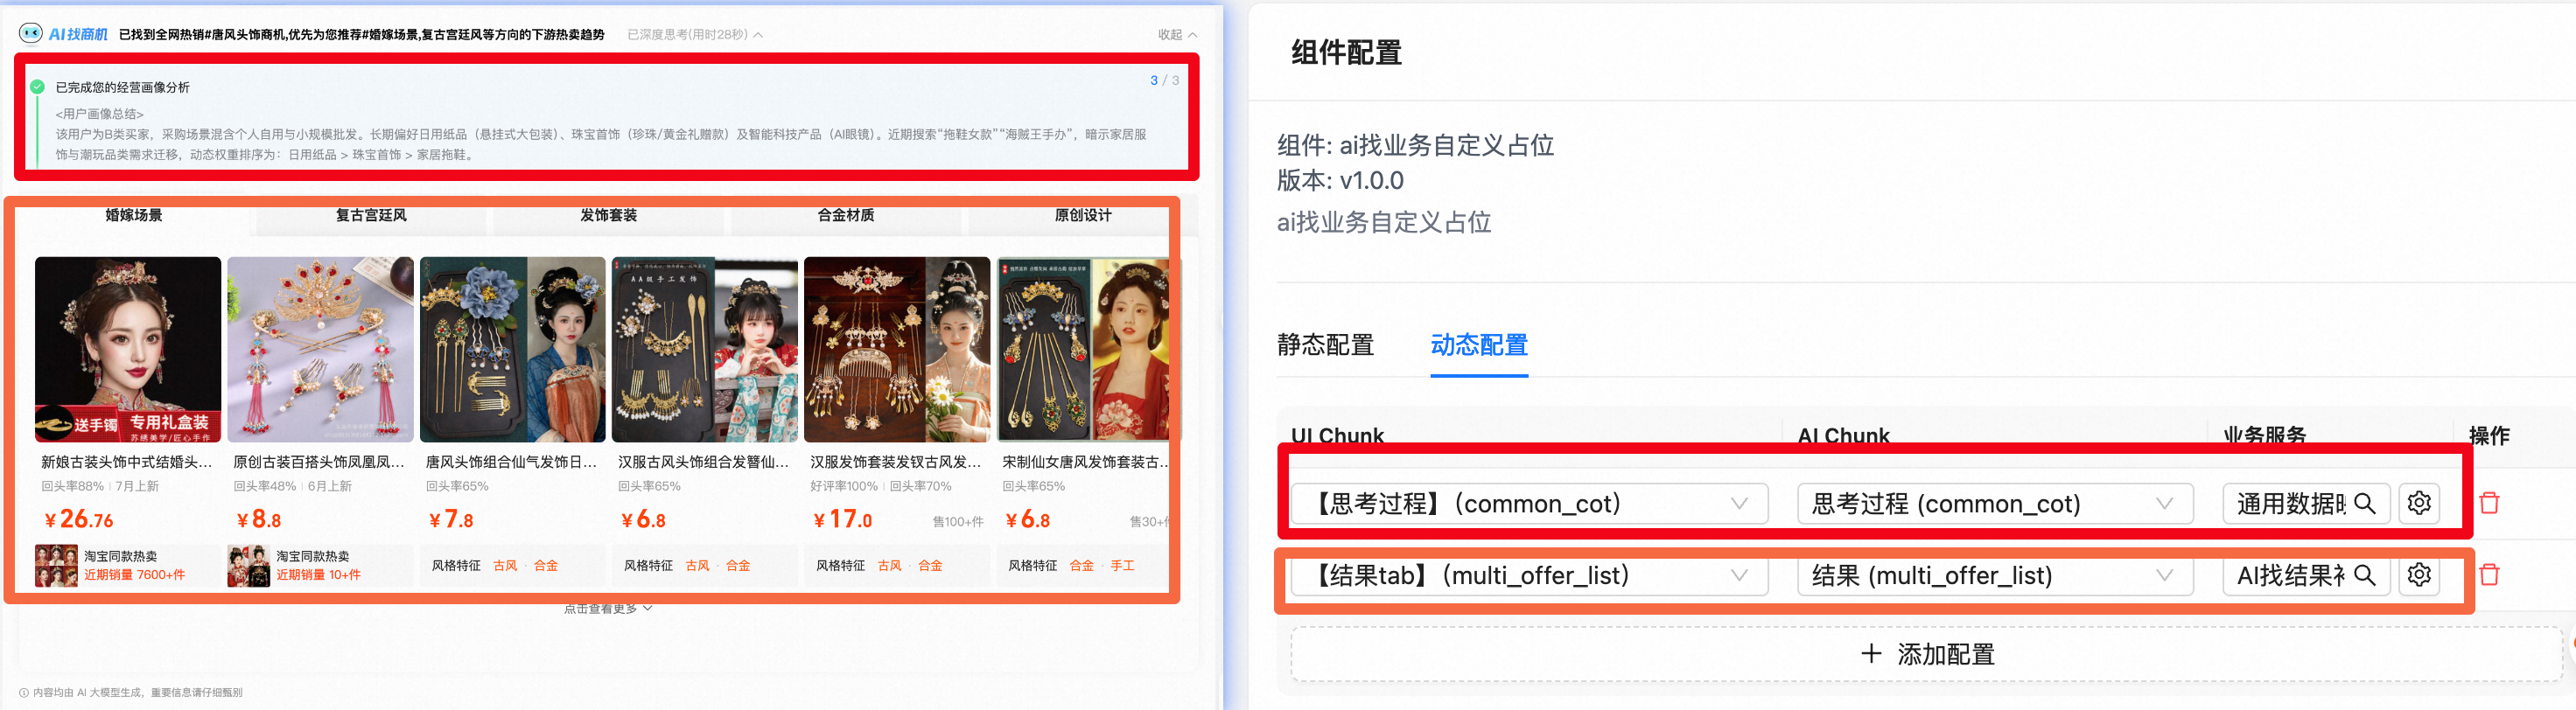 AI找商机 已找到全网热销#唐风头饰商机,优先为您推荐#婚嫁场景,复古宫廷风等方向的下游热卖趋势 已深度思考(用时28秒) 收起
已完成您的经营画像分析 3 / 3
<用户画像总结>
该用户为B类买家，采购场景混含个人自用与小规模批发。长期偏好日用纸品（悬挂式大包装）、珠宝首饰（珍珠/黄金礼赠款）及智能科技产品（AI眼镜）。近期搜索“拖鞋女款”“海贼王手办”，暗示家居服
饰与潮玩品类需求迁移，动态权重排序为：日用纸品 > 珠宝首饰 > 家居拖鞋。
婚嫁场景 复古宫廷风 发饰套装 合金材质 原创设计
AA级手工发饰
送手镯 专用礼盒装
苏绣美学/匠心手作
新娘古装头饰中式结婚头... 原创古装百搭头饰凤凰凤... 唐风头饰组合仙气发饰日... 汉服古风头饰组合发簪仙... 汉服发饰套装发钗古风发... 宋制仙女唐风发饰套装古...
回头率88% 7月上新 回头率48% 6月上新 回头率65% 回头率65% 好评率100% 回头率70% 回头率65%
¥26.76 ¥8.8 ¥7.8 ¥6.8 ¥17.0 售100+件 ¥6.8 售30+件
淘宝同款热卖 淘宝同款热卖
近期销量 7600+件 近期销量 10+件
风格特征 古风 · 合金 风格特征 古风 · 合金 风格特征 古风 · 合金 风格特征 合金 · 手工
点击查看更多
内容均由 AI 大模型生成，重要信息请仔细甄别
组件配置
组件: ai找业务自定义占位
版本: v1.0.0
ai找业务自定义占位
静态配置 动态配置
UI Chunk AI Chunk 业务服务 操作
【思考过程】（common_cot） 思考过程 (common_cot) 通用数据
【结果tab】（multi_offer_list） 结果 (multi_offer_list) AI找结果
+ 添加配置